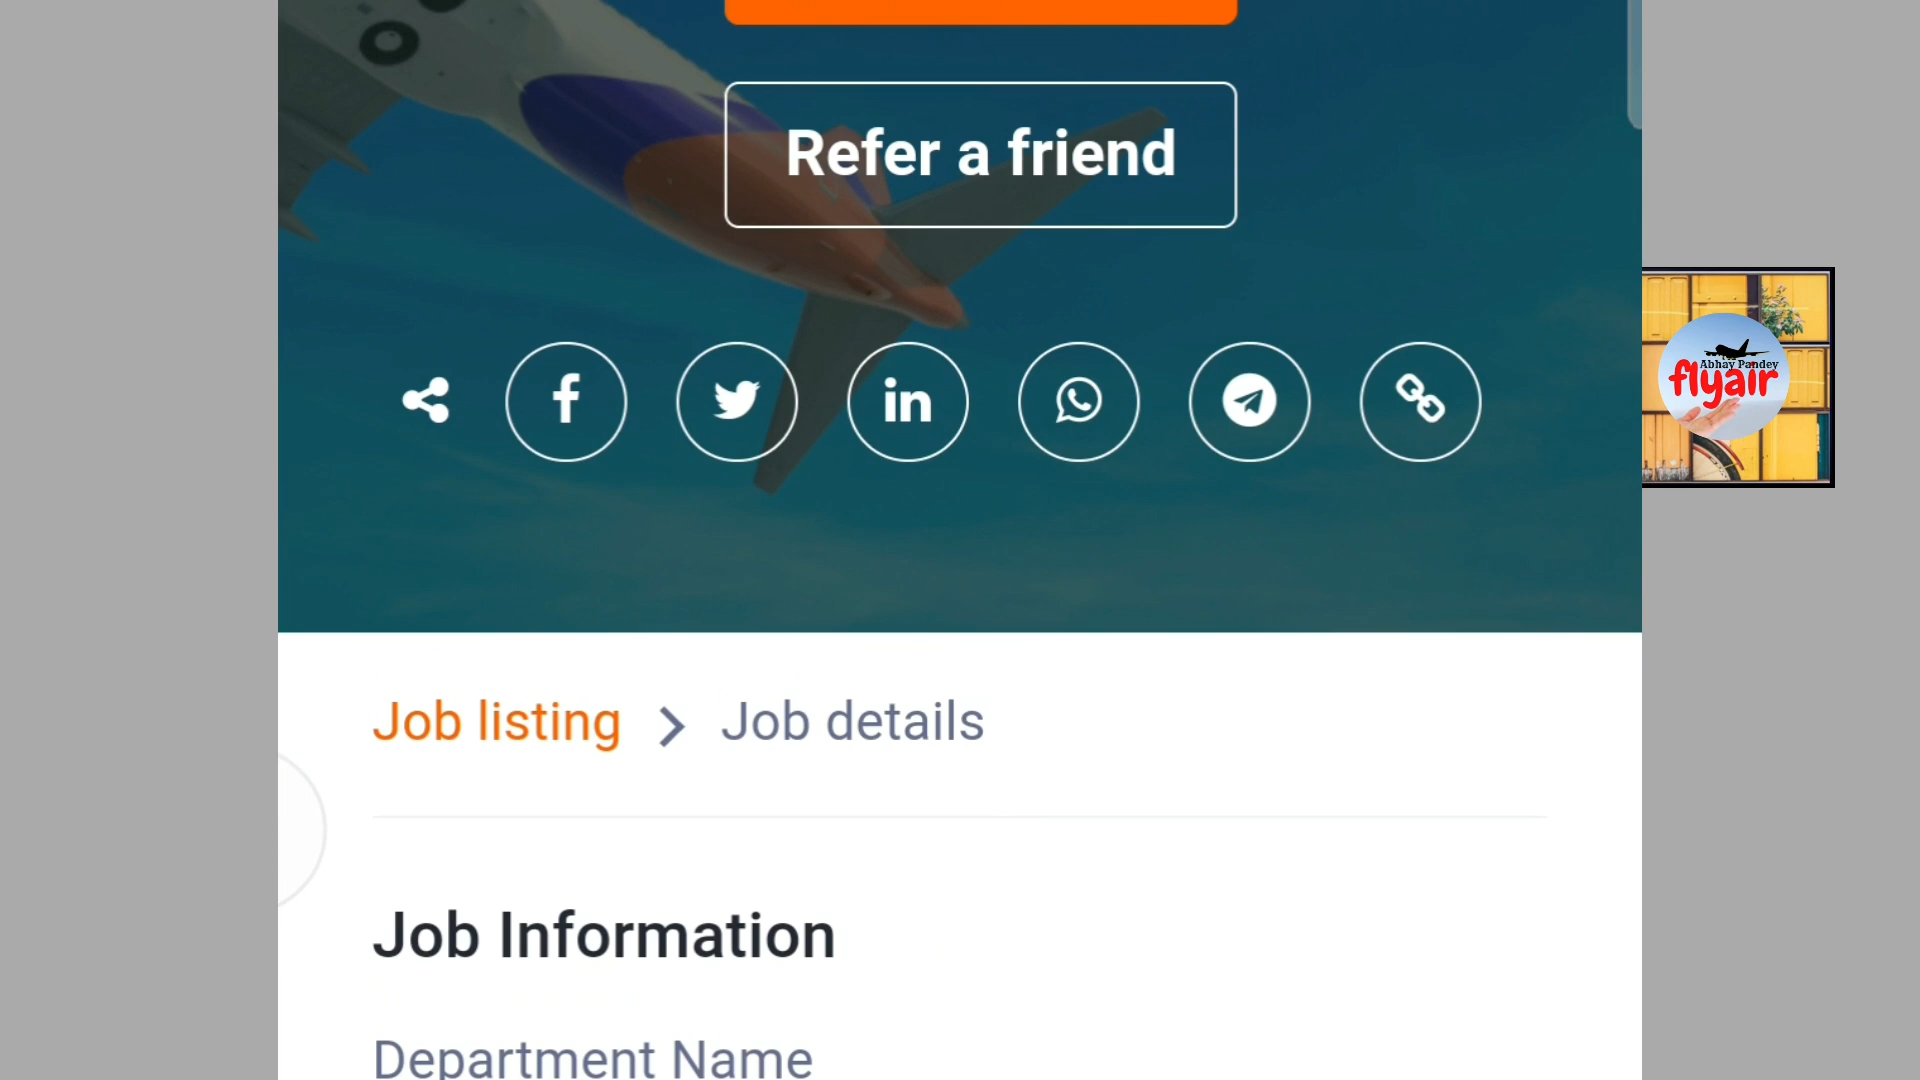 Refer a friend
Job listing > Job details
Job Information
Department Name
Abhay Pandey
flyair